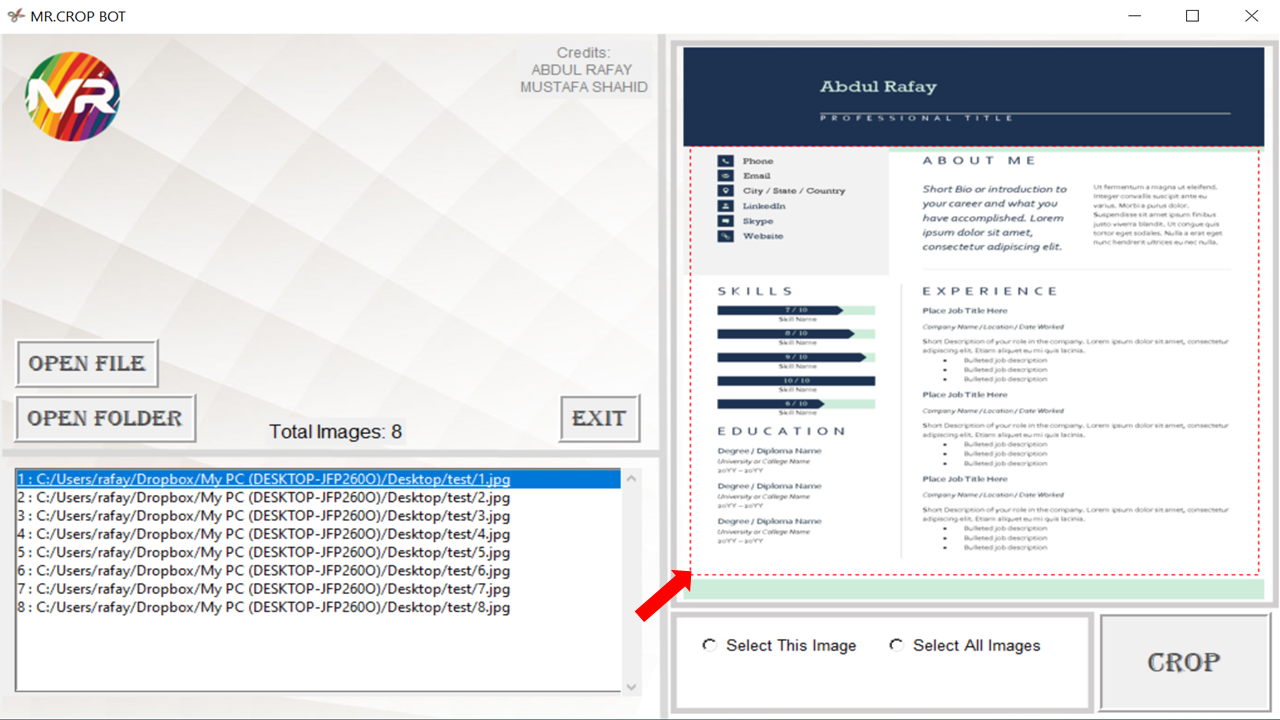 MR.CROP BOT
MR
Credits:
ABDUL RAFAY
MUSTAFA SHAHID
OPEN FILE
OPEN FOLDER
Total Images: 8
EXIT
1 : C:/Users/rafay/Dropbox/My PC (DESKTOP-JFP260O)/Desktop/test/1.jpg
2 : C:/Users/rafay/Dropbox/My PC (DESKTOP-JFP260O)/Desktop/test/2.jpg
3 : C:/Users/rafay/Dropbox/My PC (DESKTOP-JFP260O)/Desktop/test/3.jpg
4 : C:/Users/rafay/Dropbox/My PC (DESKTOP-JFP260O)/Desktop/test/4.jpg
5 : C:/Users/rafay/Dropbox/My PC (DESKTOP-JFP260O)/Desktop/test/5.jpg
6 : C:/Users/rafay/Dropbox/My PC (DESKTOP-JFP260O)/Desktop/test/6.jpg
7 : C:/Users/rafay/Dropbox/My PC (DESKTOP-JFP260O)/Desktop/test/7.jpg
8 : C:/Users/rafay/Dropbox/My PC (DESKTOP-JFP260O)/Desktop/test/8.jpg
Abdul Rafay
PROFESSIONAL TITLE
Phone
Email
City / State / Country
LinkedIn
Skype
Website
SKILLS
7 / 10
Skill Name
8 / 10
Skill Name
9 / 10
Skill Name
10 / 10
Skill Name
6 / 10
Skill Name
EDUCATION
Degree / Diploma Name
University or College Name
20YY – 20YY
Degree / Diploma Name
University or College Name
20YY – 20YY
Degree / Diploma Name
University or College Name
20YY – 20YY
ABOUT ME
Short Bio or introduction to
your career and what you
have accomplished. Lorem
ipsum dolor sit amet,
consectetur adipiscing elit.
Ut fermentum a magna ut eleifend.
Integer convallis suscipit ante eu
varius. Morbi a purus dolor.
Suspendisse sit amet ipsum finibus
justo viverra blandit. Ut congue quis
tortor eget sodales. Nulla a erat eget
nunc hendrerit ultrices eu nec nulla.
EXPERIENCE
Place Job Title Here
Company Name / Location / Date Worked
Short Description of your role in the company. Lorem ipsum dolor sit amet, consectetur
adipiscing elit. Etiam aliquet eu mi quis lacinia.
• Bulleted job description
• Bulleted job description
• Bulleted job description
Place Job Title Here
Company Name / Location / Date Worked
Short Description of your role in the company. Lorem ipsum dolor sit amet, consectetur
adipiscing elit. Etiam aliquet eu mi quis lacinia.
• Bulleted job description
• Bulleted job description
• Bulleted job description
Place Job Title Here
Company Name / Location / Date Worked
Short Description of your role in the company. Lorem ipsum dolor sit amet, consectetur
adipiscing elit. Etiam aliquet eu mi quis lacinia.
• Bulleted job description
• Bulleted job description
• Bulleted job description
Select This Image
Select All Images
CROP